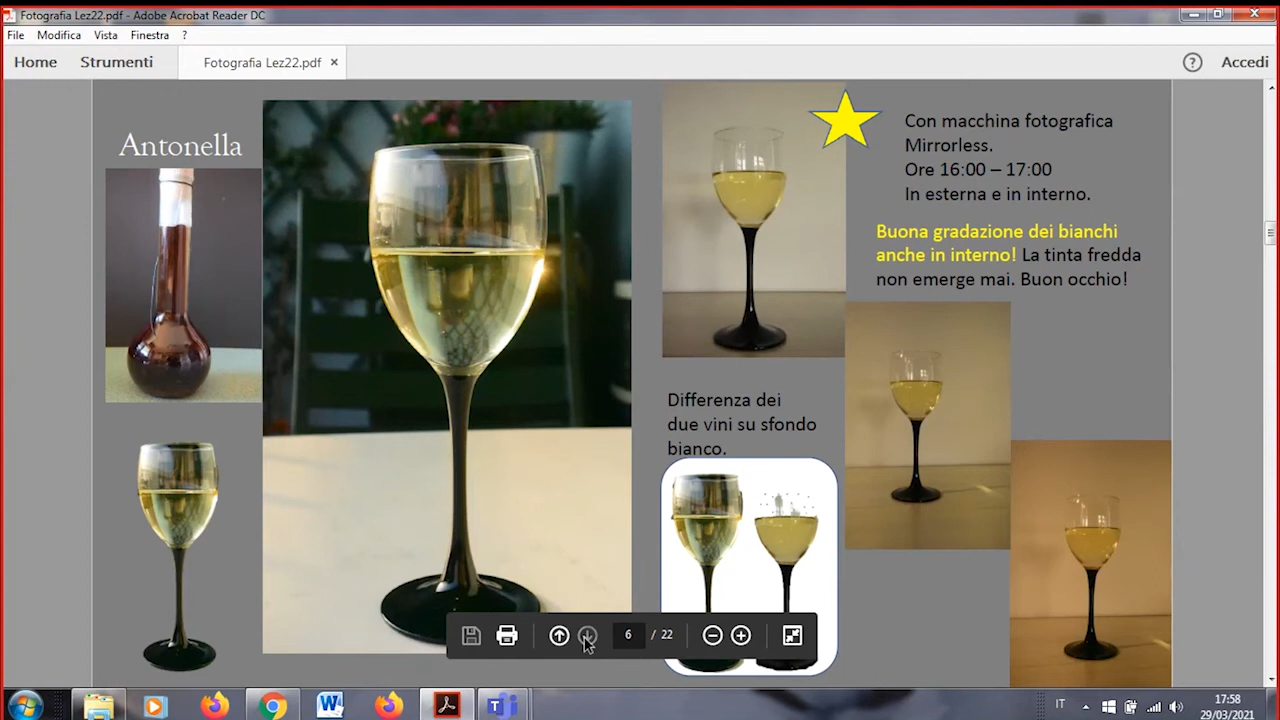 Fotografia Lez22.pdf - Adobe Acrobat Reader DC
File Modifica Vista Finestra ?
Home Strumenti Fotografia Lez22.pdf × ? Accedi
Antonella
Con macchina fotografica
Mirrorless.
Ore 16:00 – 17:00
In esterna e in interno.
Buona gradazione dei bianchi
anche in interno! La tinta fredda
non emerge mai. Buon occhio!
Differenza dei
due vini su sfondo
bianco.
6 / 22
IT
17:58
29/03/2021